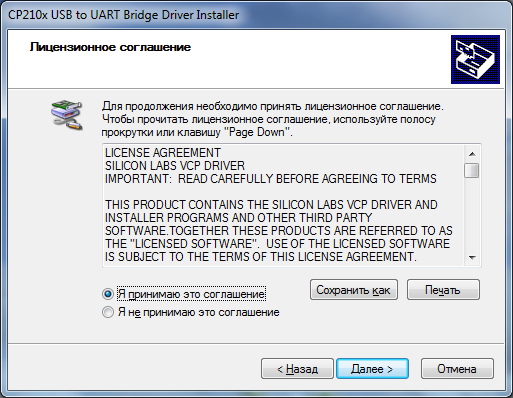 CP210x USB to UART Bridge Driver Installer
Лицензионное соглашение
Для продолжения необходимо принять лицензионное соглашение.
Чтобы прочитать лицензионное соглашение, используйте полосу
прокрутки или клавишу "Page Down".
LICENSE AGREEMENT
SILICON LABS VCP DRIVER
IMPORTANT:  READ CAREFULLY BEFORE AGREEING TO TERMS
THIS PRODUCT CONTAINS THE SILICON LABS VCP DRIVER AND
INSTALLER PROGRAMS AND OTHER THIRD PARTY
SOFTWARE.TOGETHER THESE PRODUCTS ARE REFERRED TO AS
THE "LICENSED SOFTWARE".  USE OF THE LICENSED SOFTWARE
IS SUBJECT TO THE TERMS OF THIS LICENSE AGREEMENT.
Я принимаю это соглашение
Сохранить как
Печать
Я не принимаю это соглашение
< Назад
Далее >
Отмена